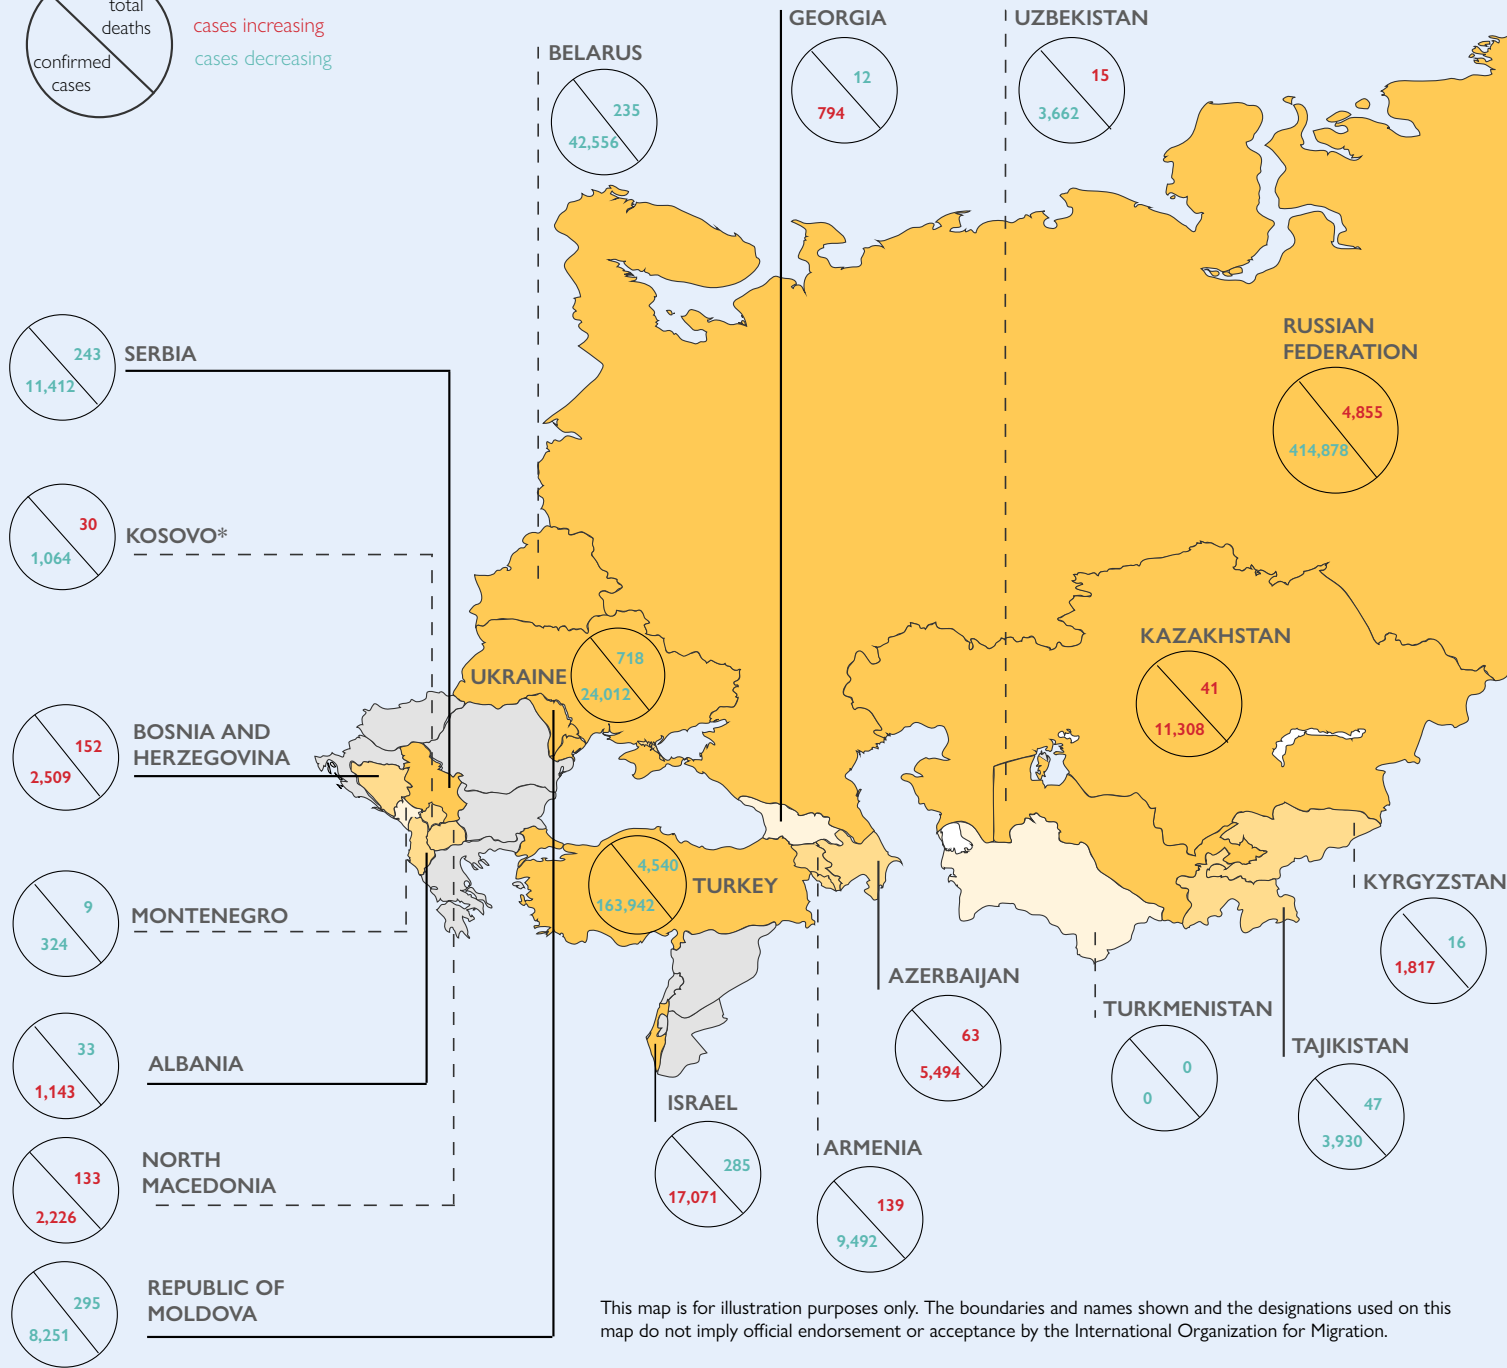 total
deaths
confirmed
cases
cases increasing
cases decreasing
BELARUS
235
42,556
GEORGIA
12
794
UZBEKISTAN
15
3,662
RUSSIAN
FEDERATION
4,855
414,878
SERBIA
243
11,412
KOSOVO*
30
1,064
UKRAINE
718
24,012
KAZAKHSTAN
41
11,308
BOSNIA AND
HERZEGOVINA
152
2,509
TURKEY
4,540
163,942
MONTENEGRO
9
324
KYRGYZSTAN
16
1,817
AZERBAIJAN
63
5,494
TURKMENISTAN
0
0
TAJIKISTAN
47
3,930
ALBANIA
33
1,143
ISRAEL
285
17,071
ARMENIA
139
9,492
NORTH
MACEDONIA
133
2,226
REPUBLIC OF
MOLDOVA
295
8,251
This map is for illustration purposes only. The boundaries and names shown and the designations used on this
map do not imply official endorsement or acceptance by the International Organization for Migration.